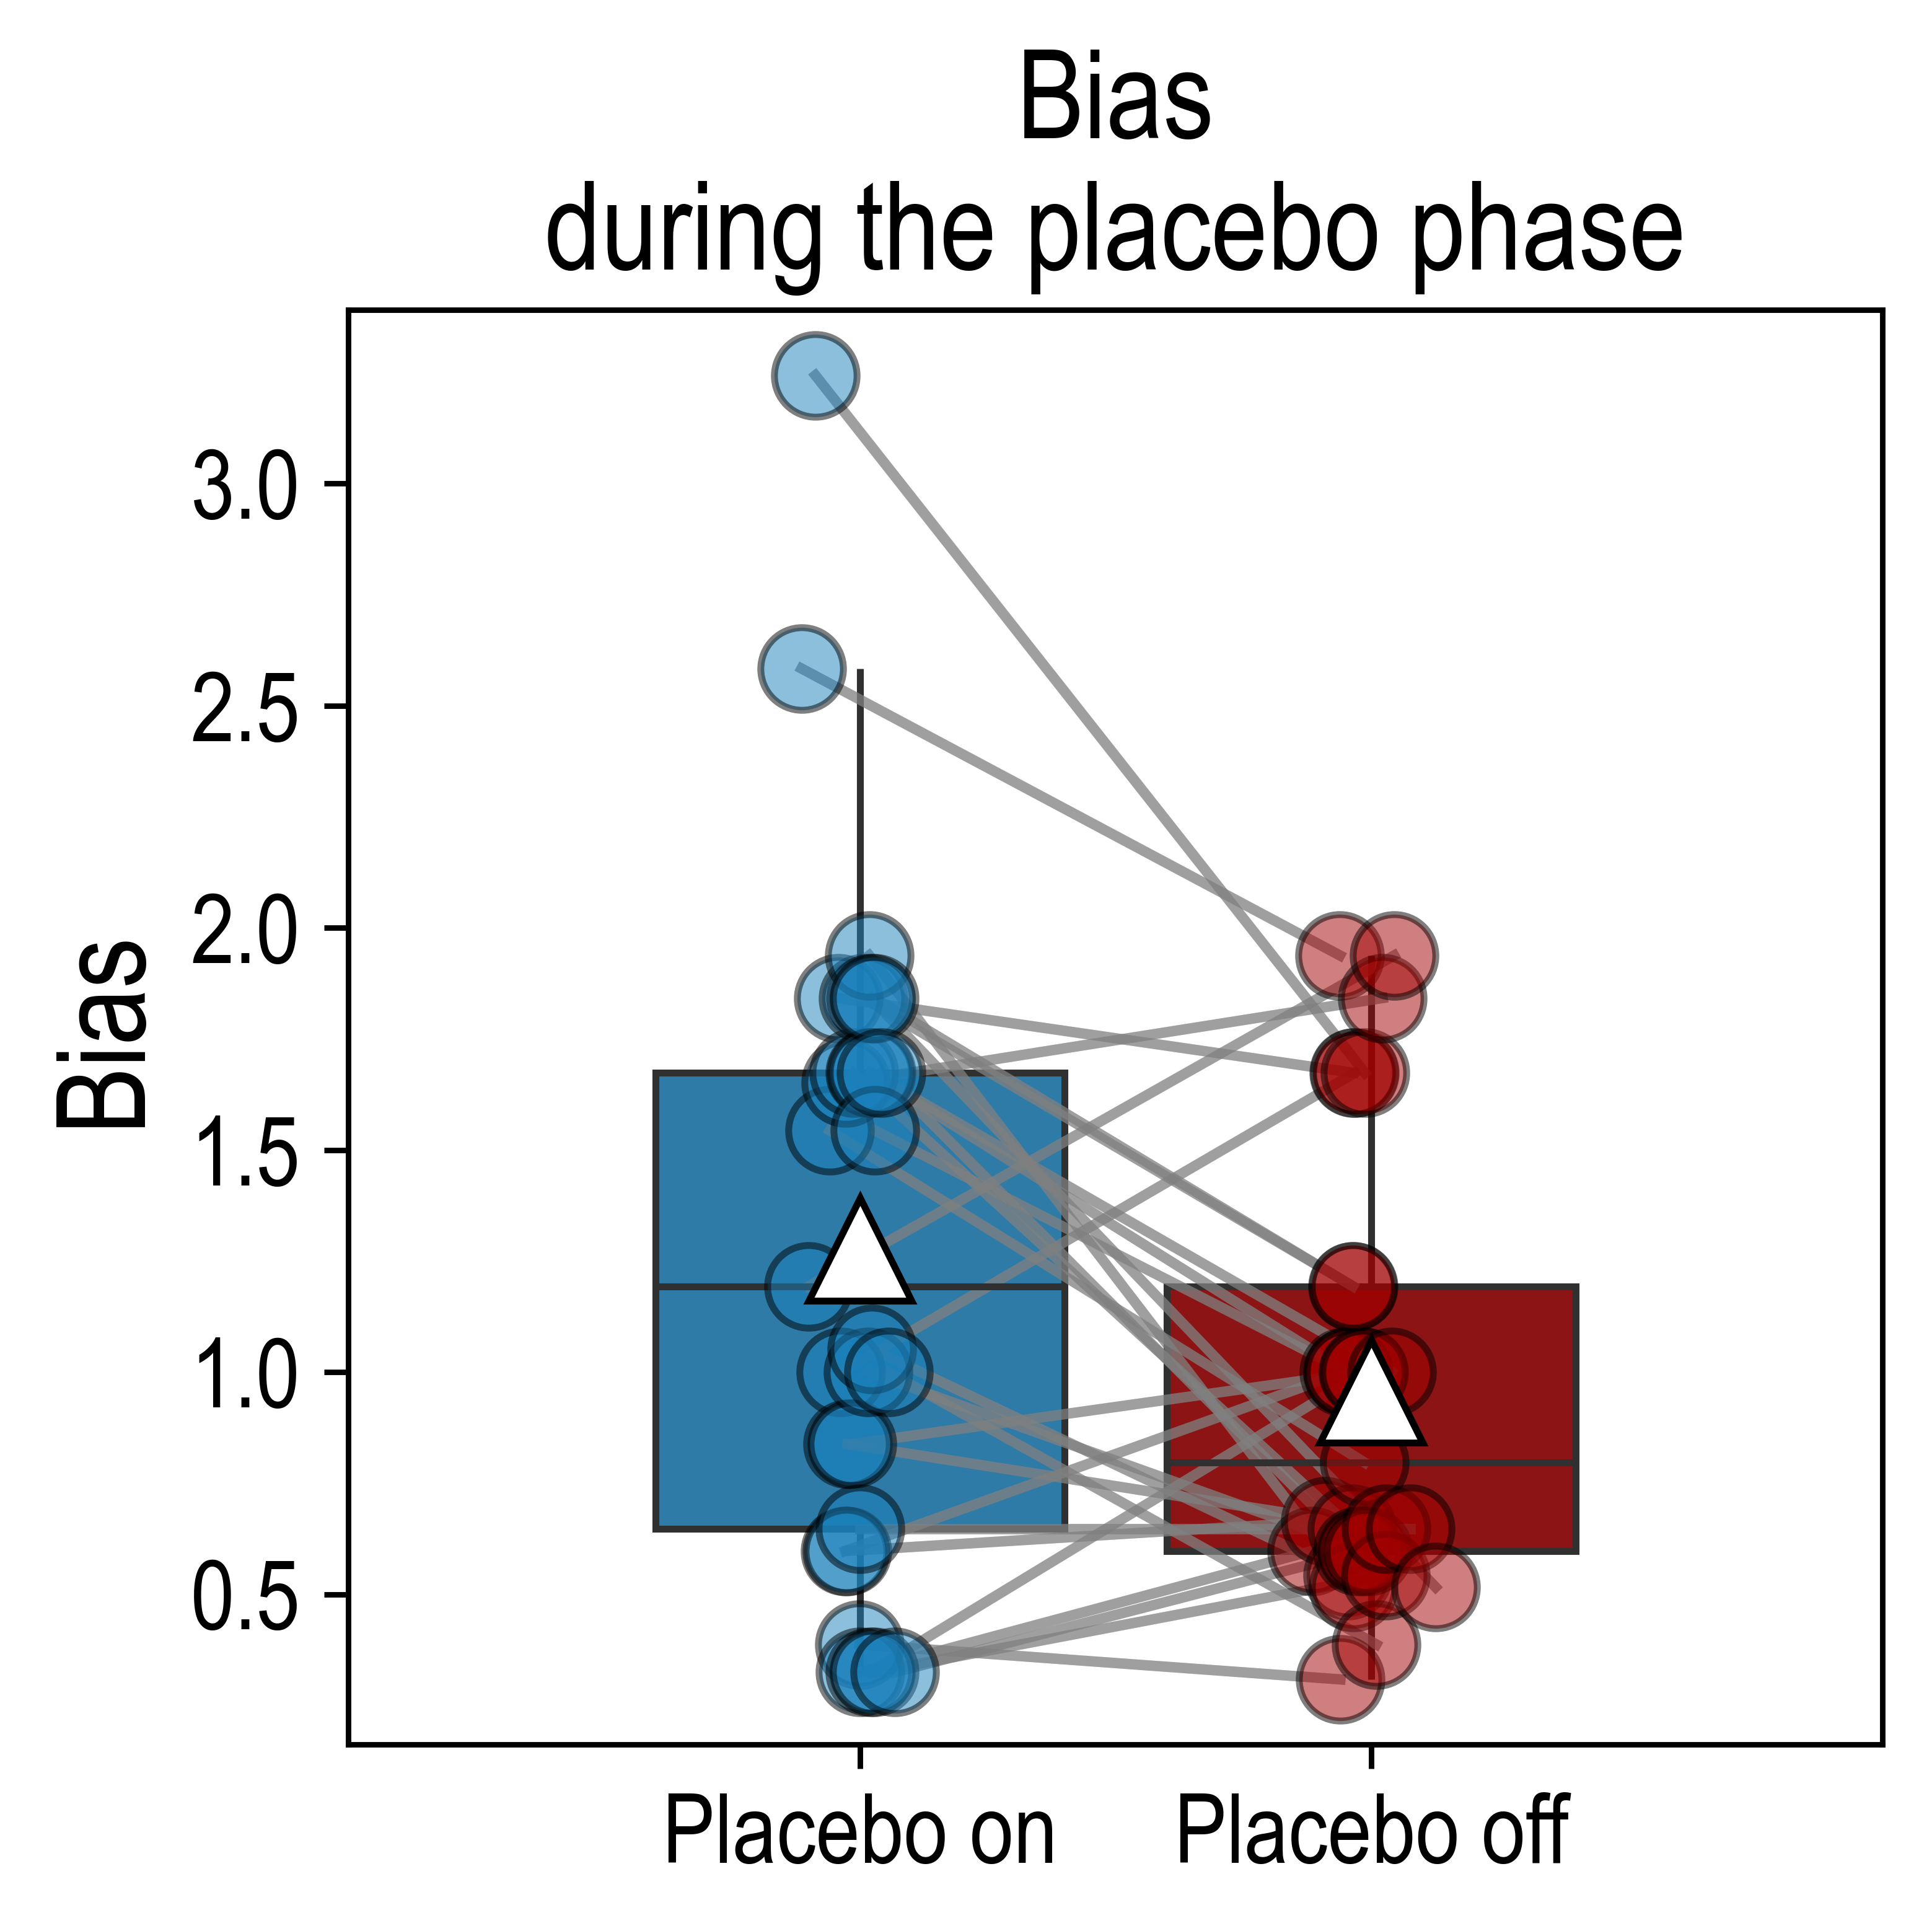 Bias
during the placebo phase
3.0
2.5
2.0
1.5
1.0
0.5
Bias
Placebo on
Placebo off